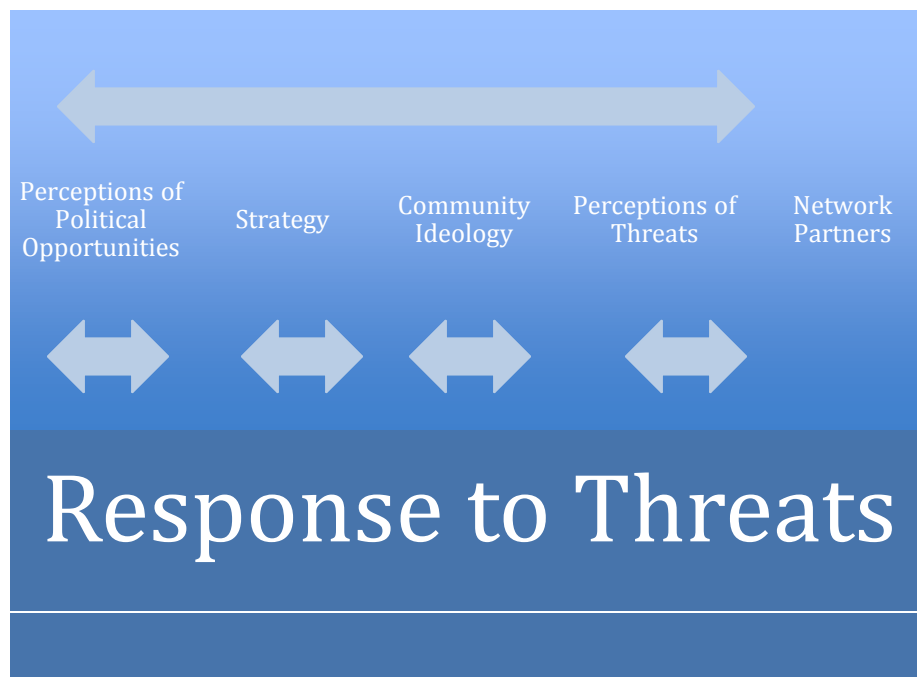 Perceptions of
Political
Opportunities
Strategy
Community
Ideology
Perceptions of
Threats
Network
Partners
Response to Threats